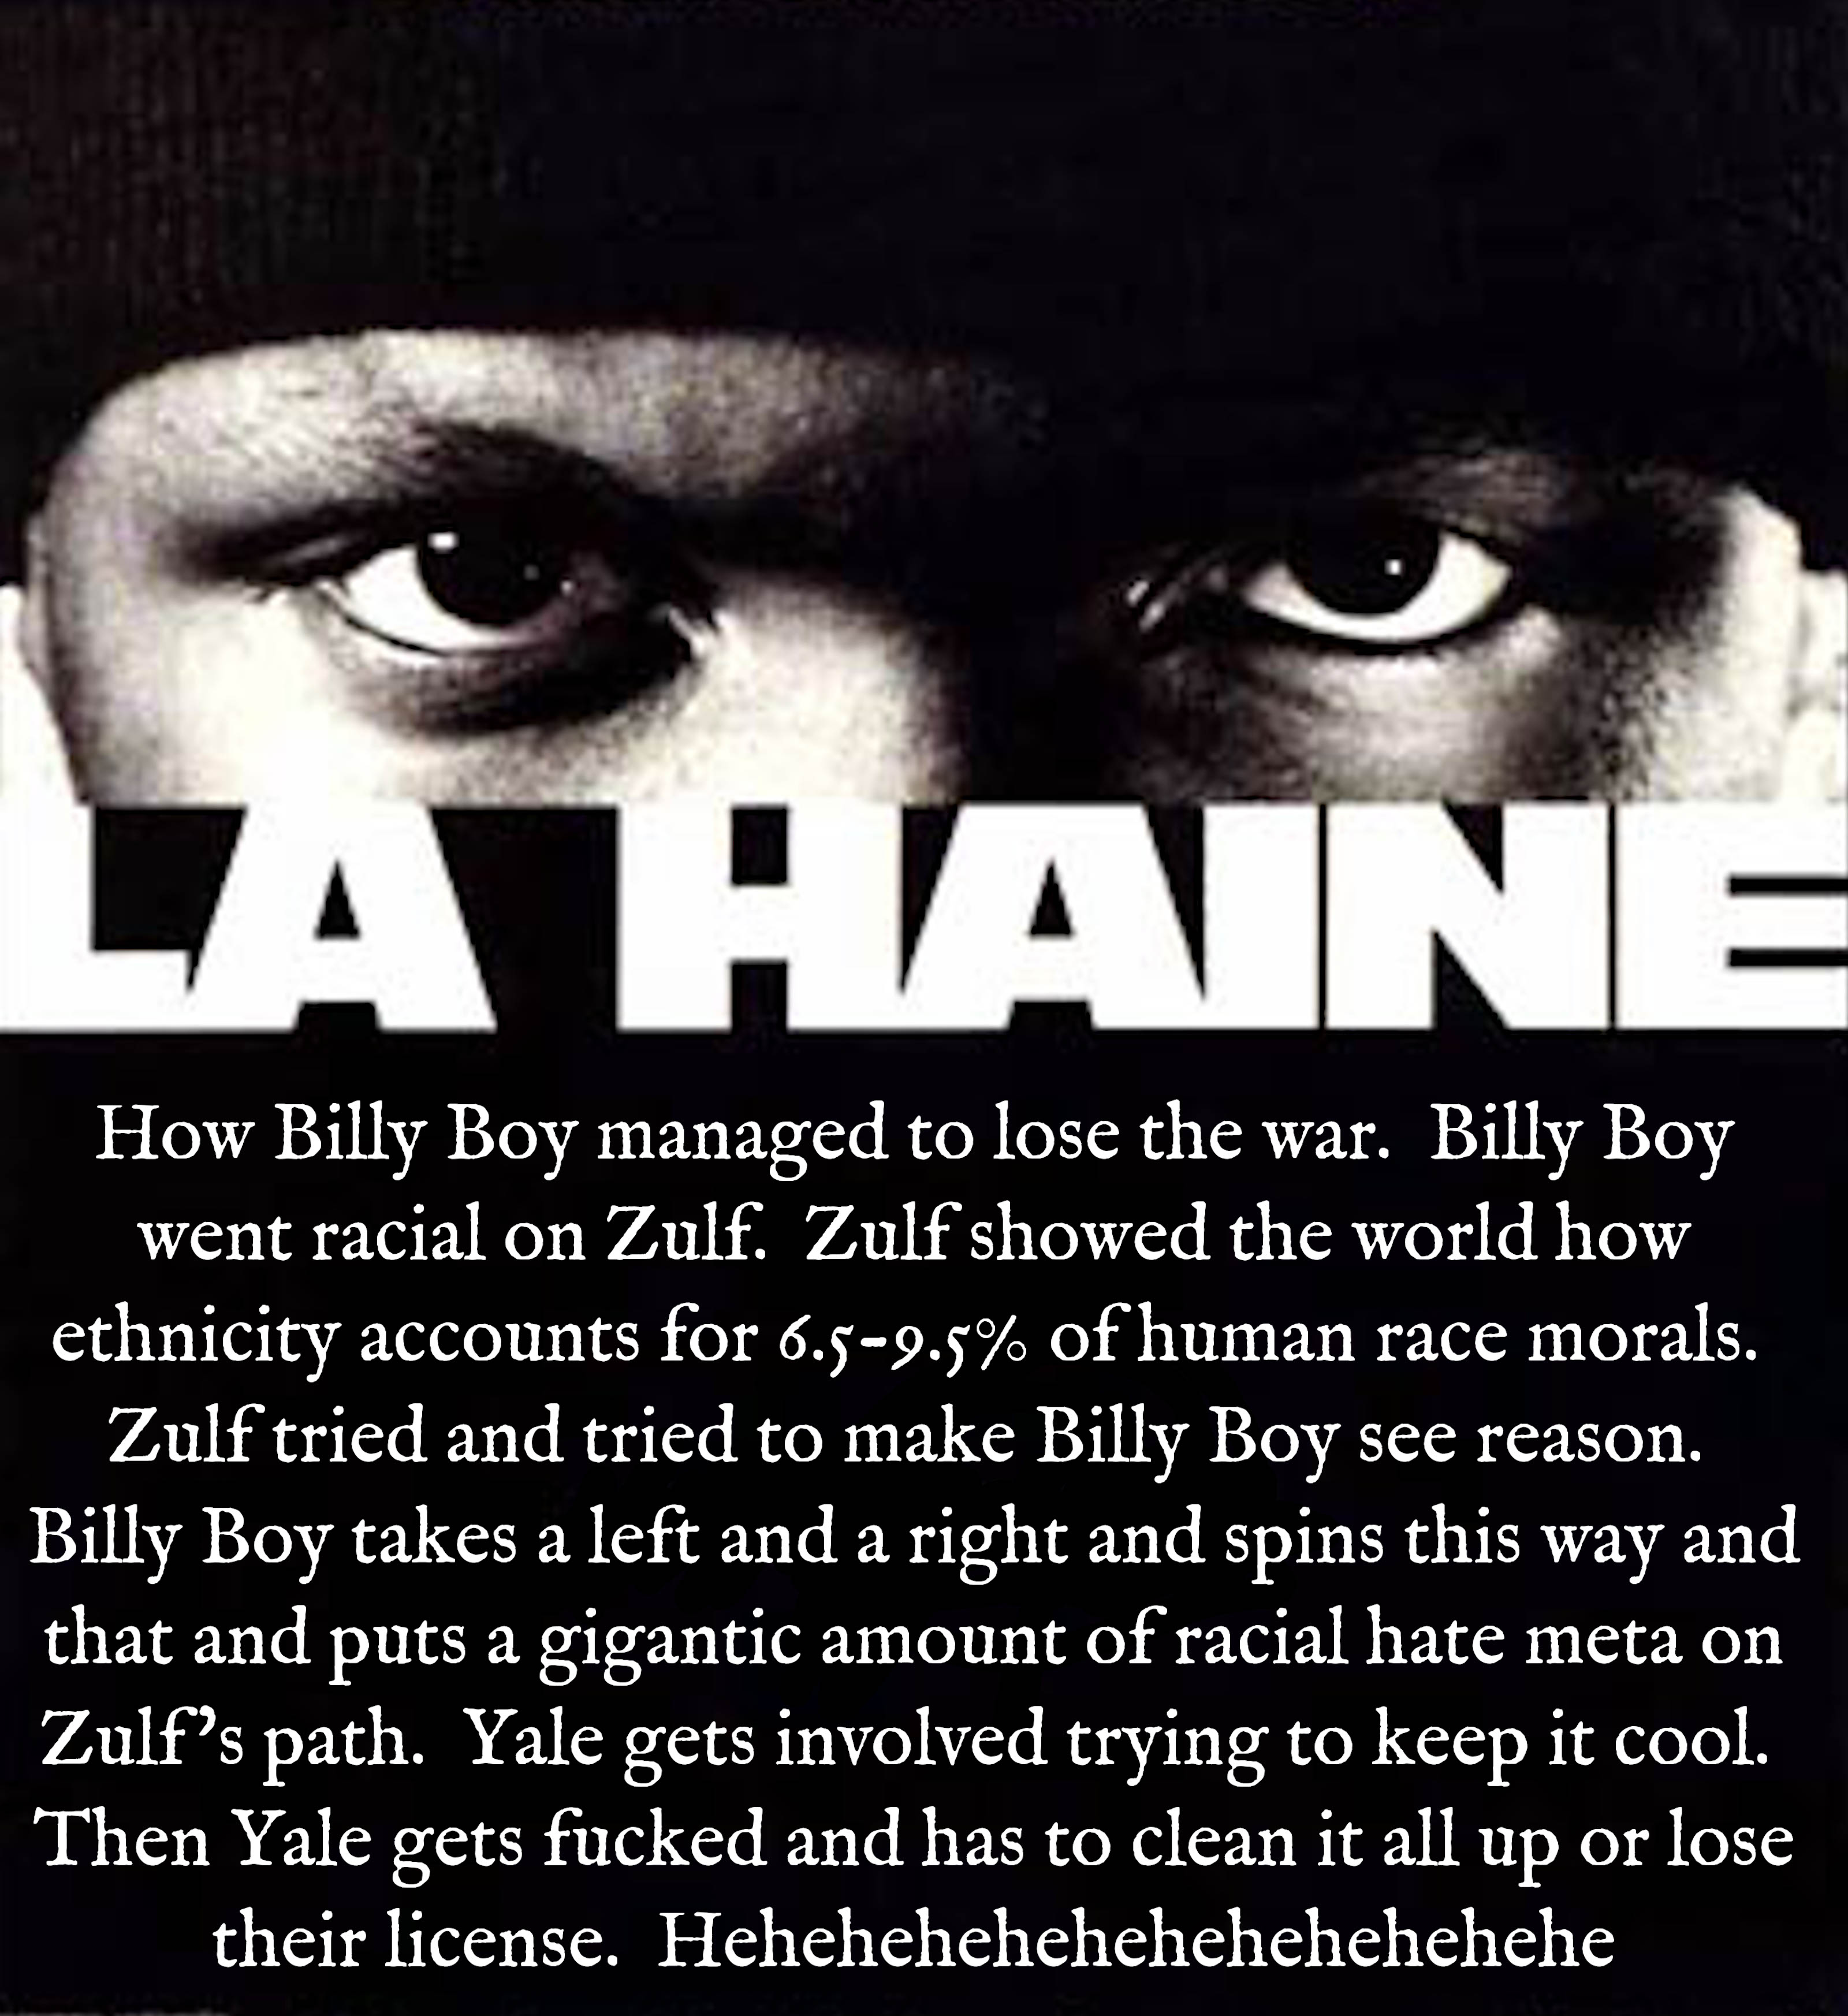 LA HAINE
How Billy Boy managed to lose the war.  Billy Boy
went racial on Zulf.  Zulf showed the world how
ethnicity accounts for 6.5-9.5% of human race morals.
Zulf tried and tried to make Billy Boy see reason.
Billy Boy takes a left and a right and spins this way and
that and puts a gigantic amount of racial hate meta on
Zulf’s path.  Yale gets involved trying to keep it cool.
Then Yale gets fucked and has to clean it all up or lose
their license.  Hehehehehehehehehehehehehe